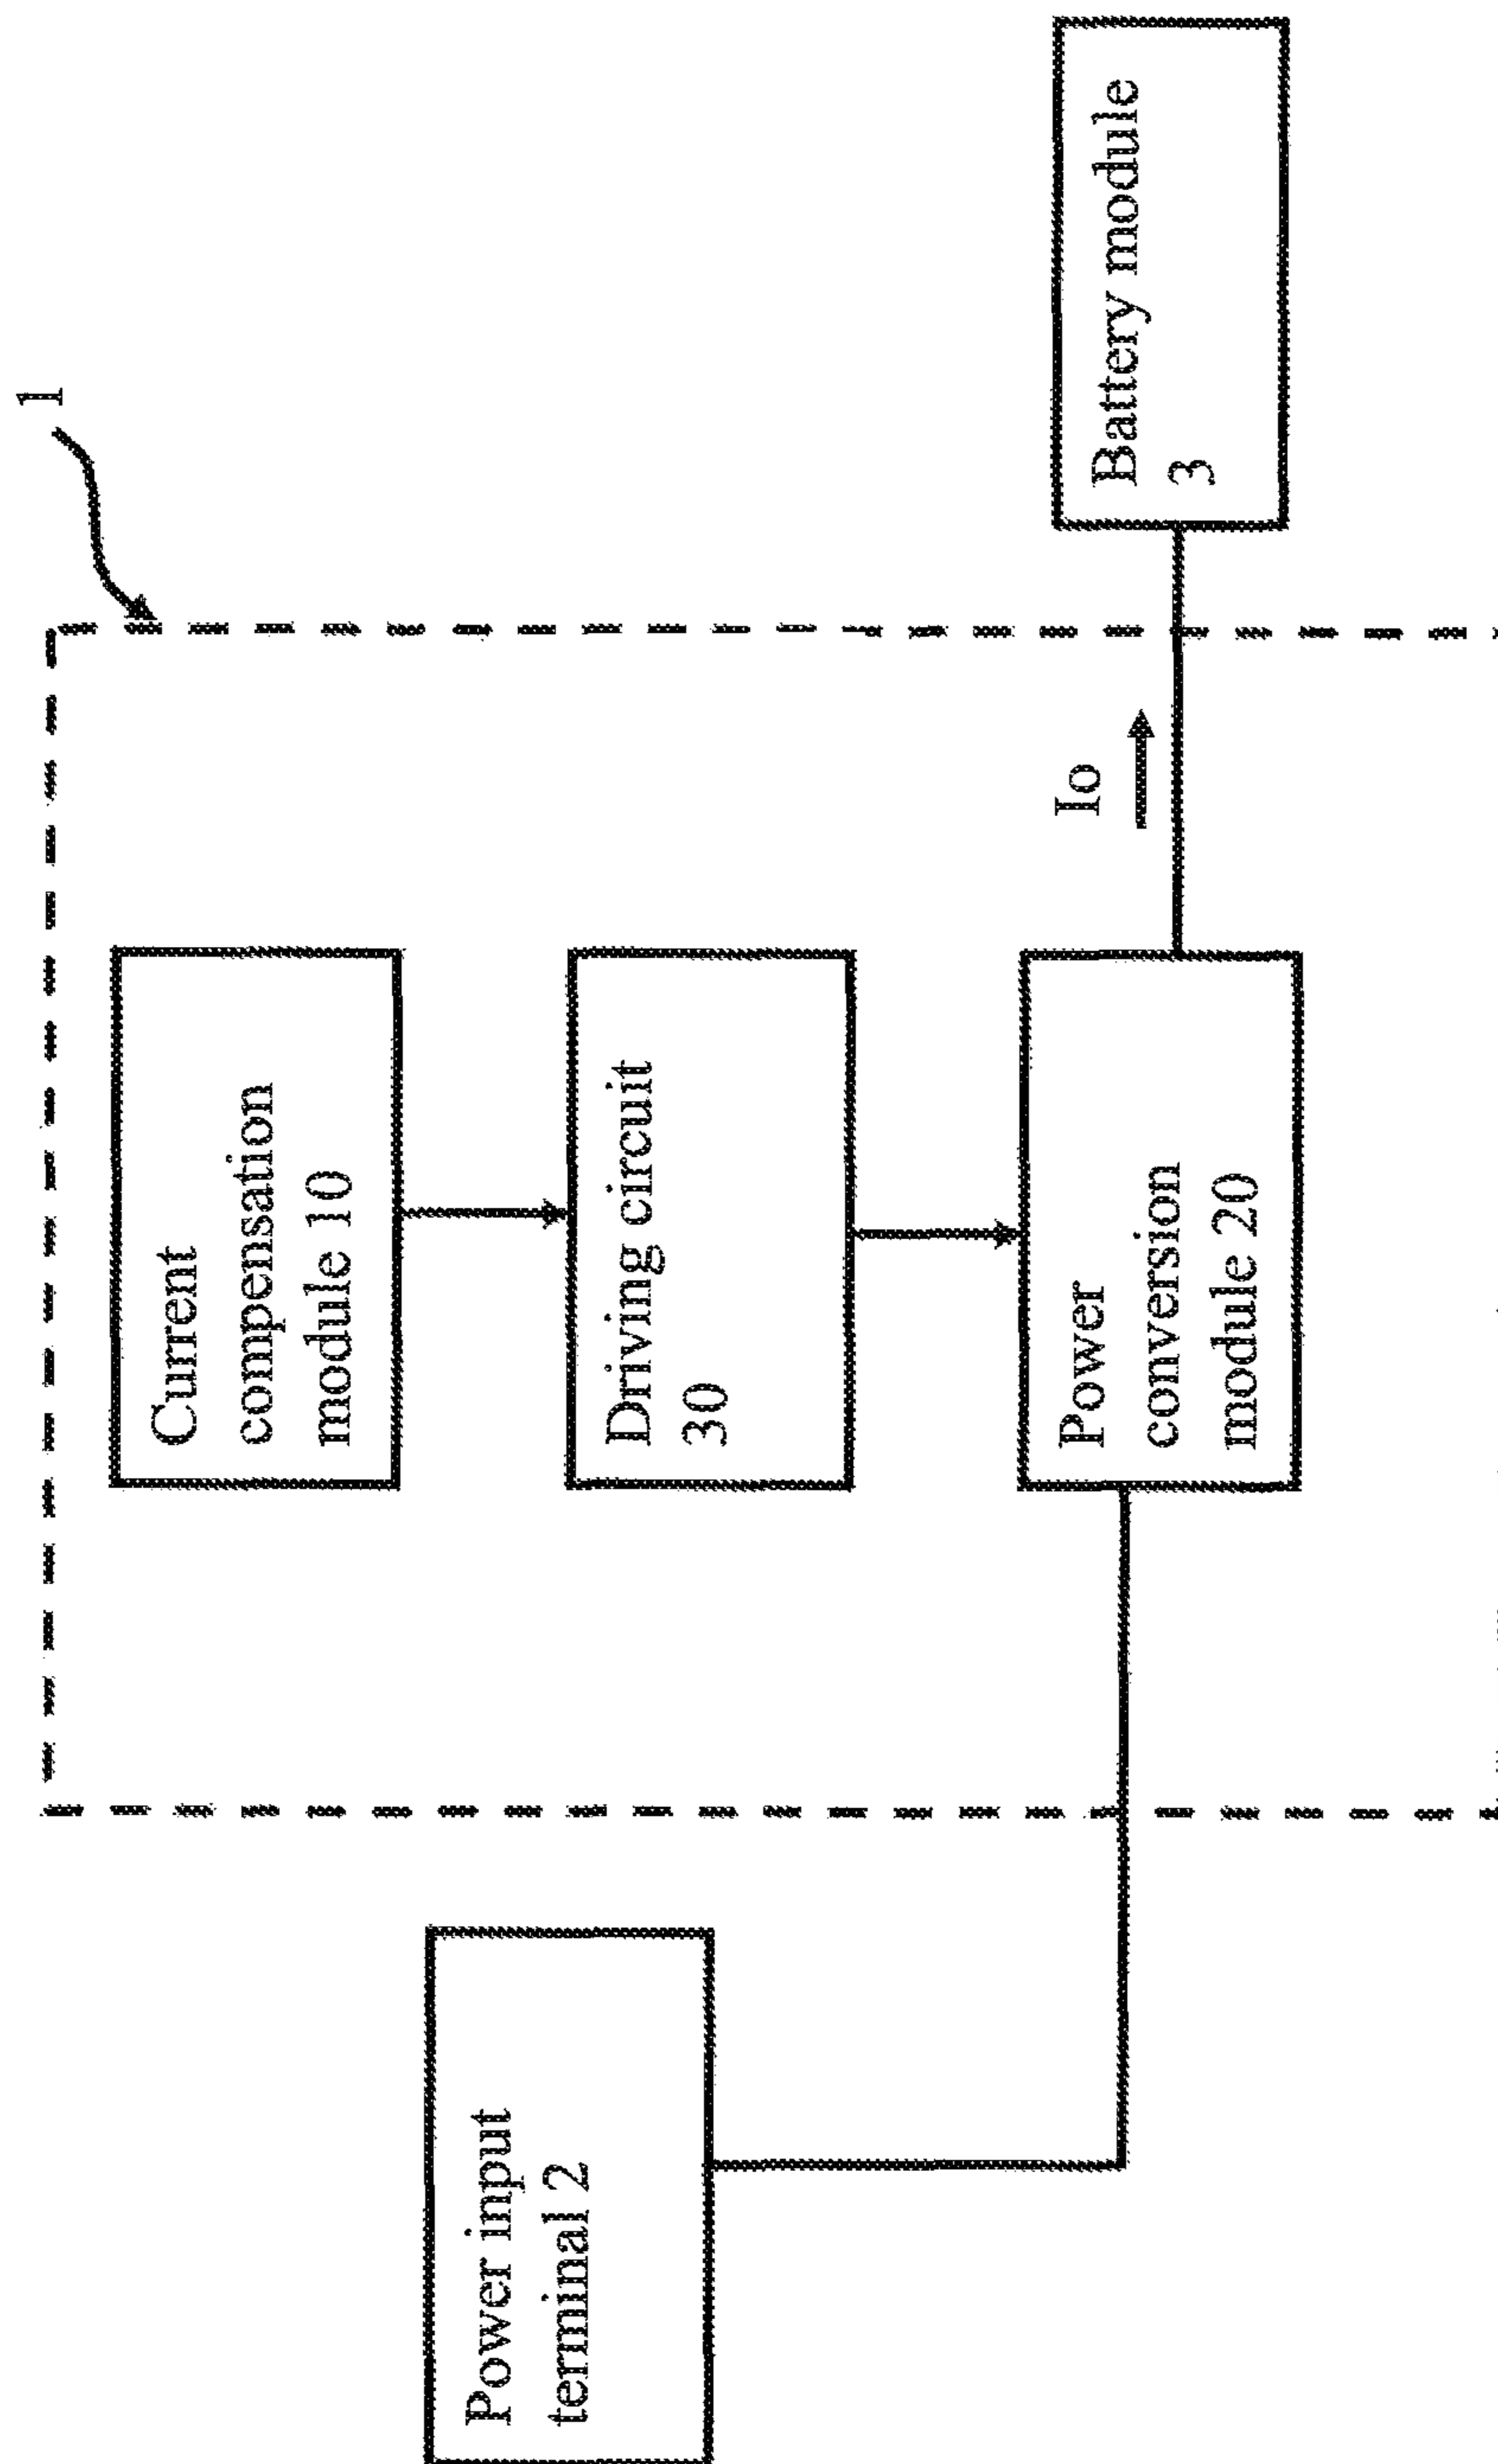 1
Current
compensation
module 10
Driving circuit
30
Power input
terminal 2
Power
conversion
module 20
Io
Battery module
3